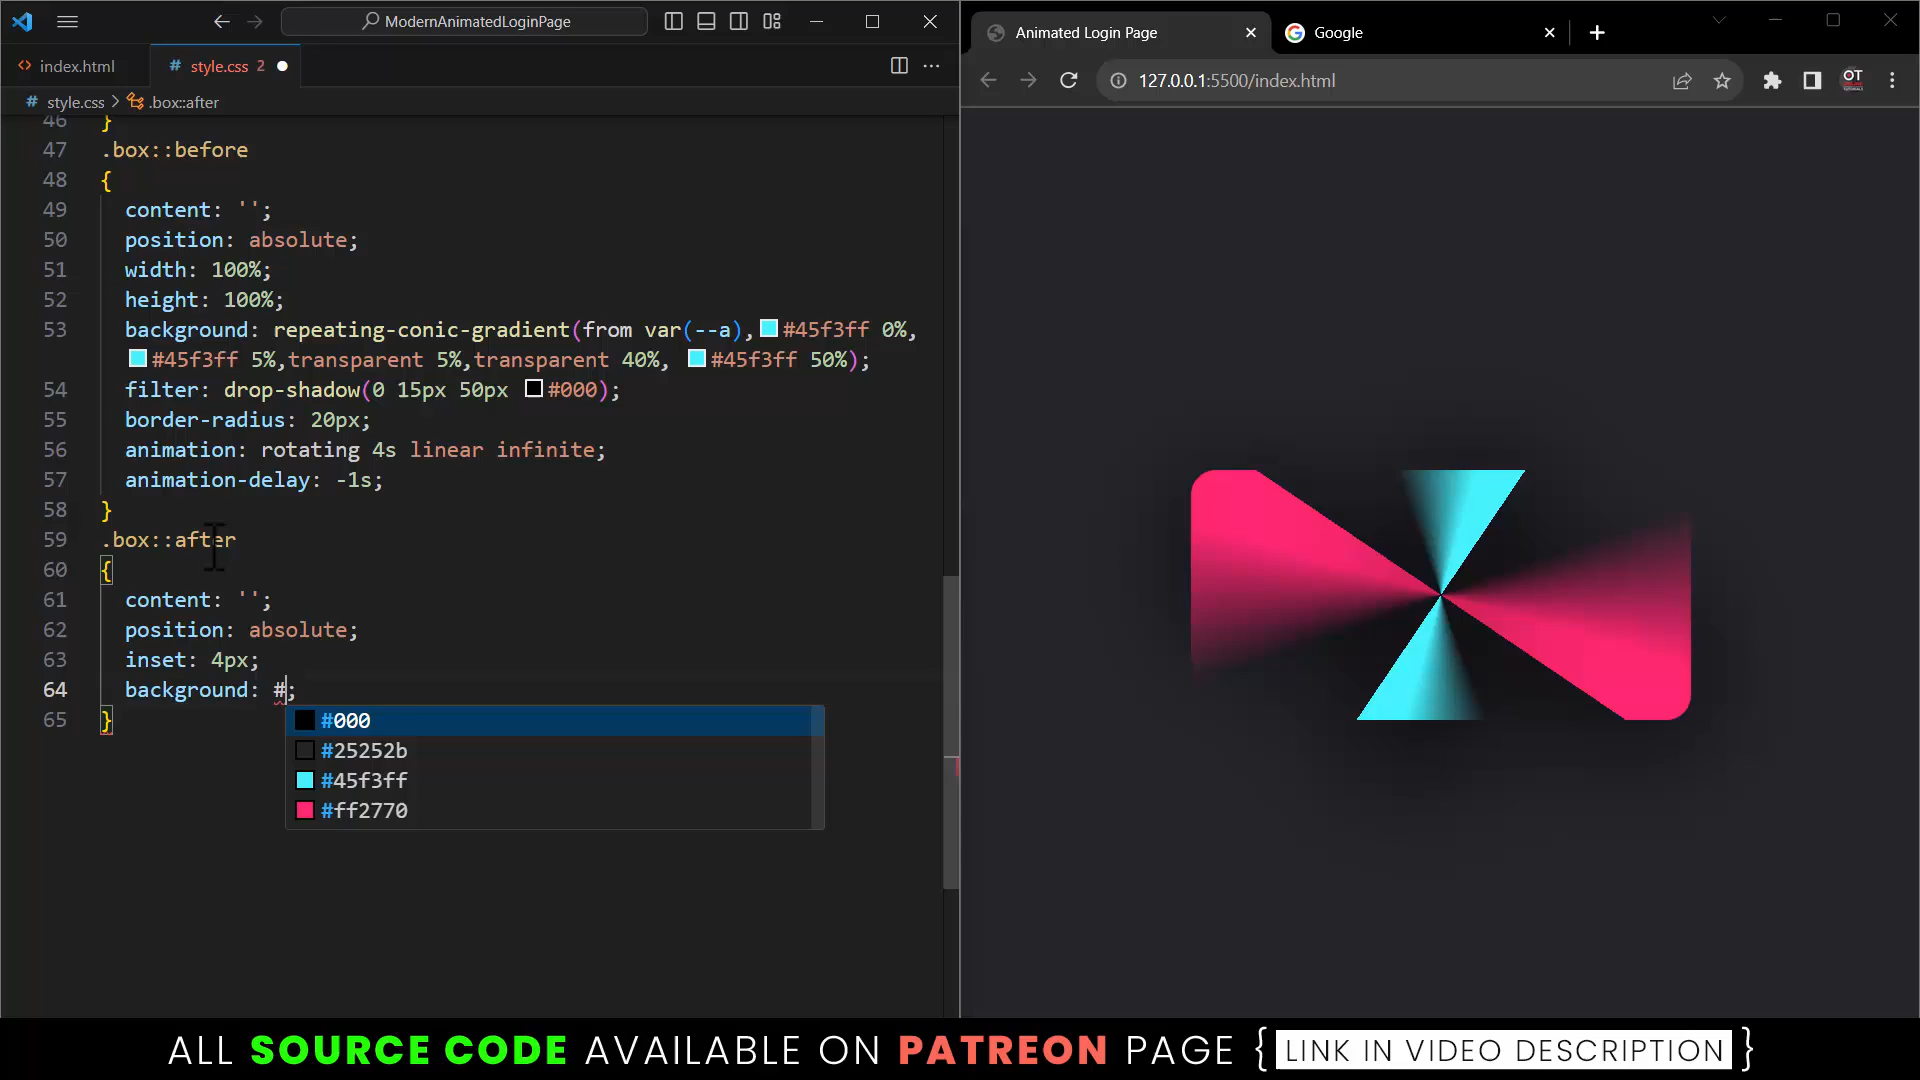 ModernAnimatedLoginPage
index.html
style.css 2
style.css > .box::after
46 }
47 .box::before
48 {
49 content: '';
50 position: absolute;
51 width: 100%;
52 height: 100%;
53 background: repeating-conic-gradient(from var(--a), #45f3ff 0%,
#45f3ff 5%,transparent 5%,transparent 40%, #45f3ff 50%);
54 filter: drop-shadow(0 15px 50px #000);
55 border-radius: 20px;
56 animation: rotating 4s linear infinite;
57 animation-delay: -1s;
58 }
59 .box::after
60 {
61 content: '';
62 position: absolute;
63 inset: 4px;
64 background: #;
65 }
#000
#25252b
#45f3ff
#ff2770
Animated Login Page
Google
127.0.0.1:5500/index.html
OT
ALL SOURCE CODE AVAILABLE ON PATREON PAGE { LINK IN VIDEO DESCRIPTION }